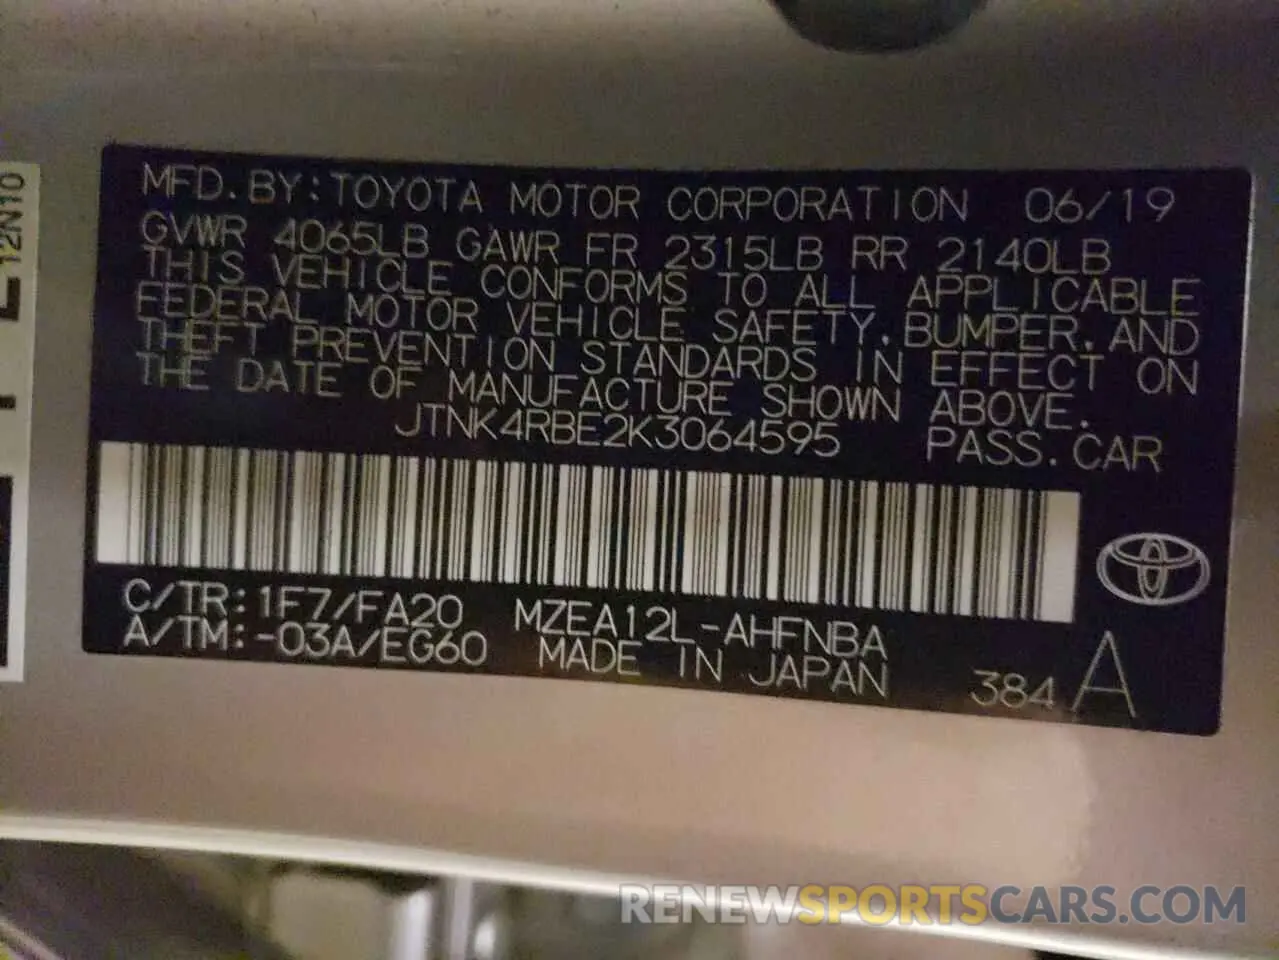 MFD. BY: TOYOTA MOTOR CORPORATION 06/19
GVWR 4065LB GAWR FR 2315LB RR 2140LB
THIS VEHICLE CONFORMS TO ALL APPLICABLE
FEDERAL MOTOR VEHICLE SAFETY, BUMPER, AND
THEFT PREVENTION STANDARDS IN EFFECT ON
THE DATE OF MANUFACTURE SHOWN ABOVE.
JTNK4RBE2K3064595 PASS. CAR
C/TR: 1F7/FA20 MZEA12L-AHFNBA
A/TM: -03A/EG60 MADE IN JAPAN
384 A
12N10
RENEWSPORTSCARS.COM